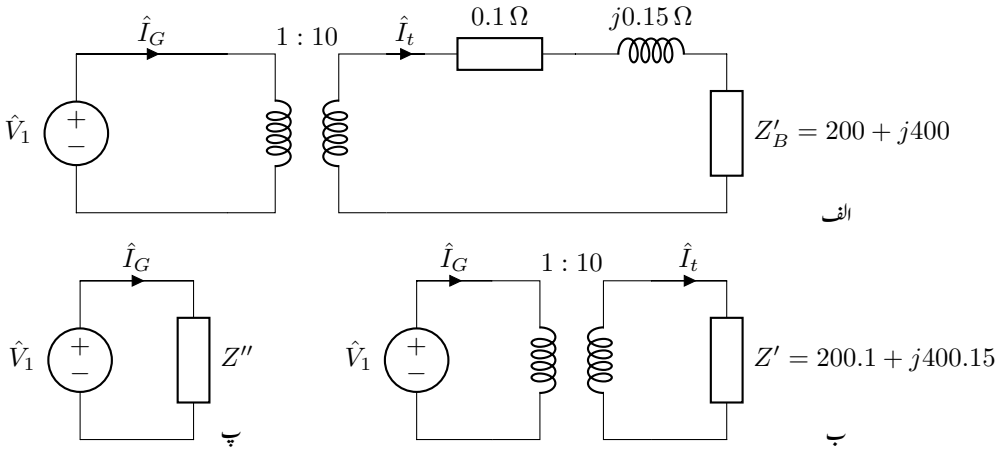 Î_G 1 : 10 Î_t 0.1 Ω j0.15 Ω
V̂_1 + − Z'_B = 200 + j400
الف
Î_G
V̂_1 + − Z''
پ
Î_G 1 : 10 Î_t
V̂_1 + − Z' = 200.1 + j400.15
ب